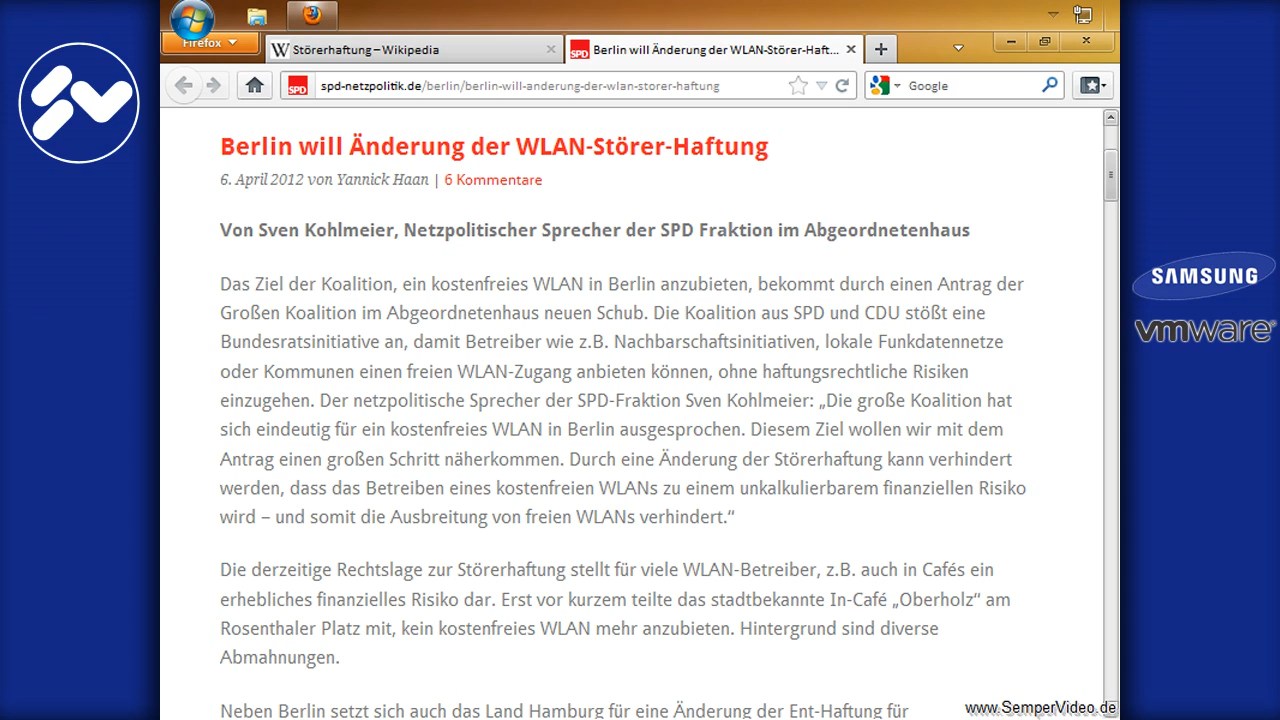 Firefox
Störerhaftung – Wikipedia
SPD
Berlin will Änderung der WLAN-Störer-Haft...
SPD
spd-netzpolitik.de/berlin/berlin-will-anderung-der-wlan-storer-haftung
Google
Berlin will Änderung der WLAN-Störer-Haftung
6. April 2012 von Yannick Haan | 6 Kommentare
Von Sven Kohlmeier, Netzpolitischer Sprecher der SPD Fraktion im Abgeordnetenhaus
Das Ziel der Koalition, ein kostenfreies WLAN in Berlin anzubieten, bekommt durch einen Antrag der
Großen Koalition im Abgeordnetenhaus neuen Schub. Die Koalition aus SPD und CDU stößt eine
Bundesratsinitiative an, damit Betreiber wie z.B. Nachbarschaftsinitiativen, lokale Funkdatennetze
oder Kommunen einen freien WLAN-Zugang anbieten können, ohne haftungsrechtliche Risiken
einzugehen. Der netzpolitische Sprecher der SPD-Fraktion Sven Kohlmeier: „Die große Koalition hat
sich eindeutig für ein kostenfreies WLAN in Berlin ausgesprochen. Diesem Ziel wollen wir mit dem
Antrag einen großen Schritt näherkommen. Durch eine Änderung der Störerhaftung kann verhindert
werden, dass das Betreiben eines kostenfreien WLANs zu einem unkalkulierbarem finanziellen Risiko
wird – und somit die Ausbreitung von freien WLANs verhindert.“
Die derzeitige Rechtslage zur Störerhaftung stellt für viele WLAN-Betreiber, z.B. auch in Cafés ein
erhebliches finanzielles Risiko dar. Erst vor kurzem teilte das stadtbekannte In-Café „Oberholz“ am
Rosenthaler Platz mit, kein kostenfreies WLAN mehr anzubieten. Hintergrund sind diverse
Abmahnungen.
Neben Berlin setzt sich auch das Land Hamburg für eine Änderung der Ent-Haftung für
SAMSUNG
vmware
www.SemperVideo.de